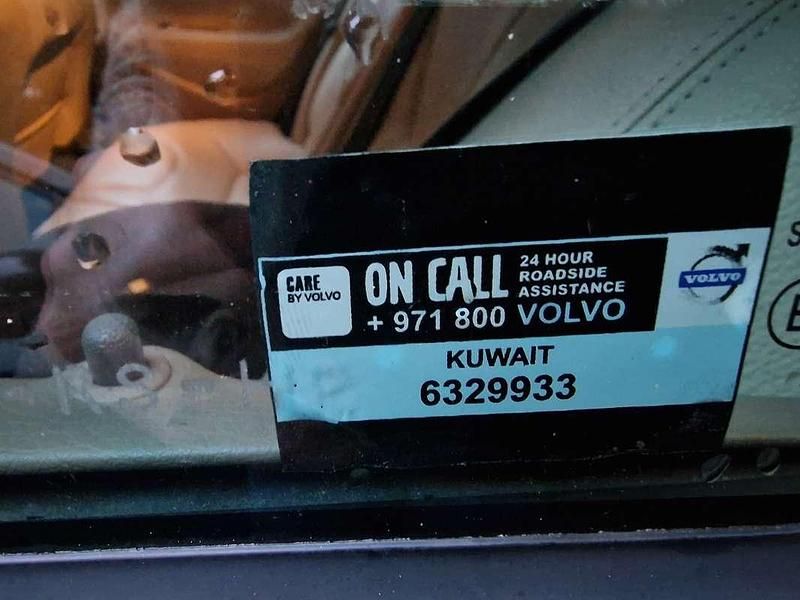 CARE
BY VOLVO
ON CALL
24 HOUR
ROADSIDE
ASSISTANCE
+ 971 800 VOLVO
VOLVO
KUWAIT
6329933